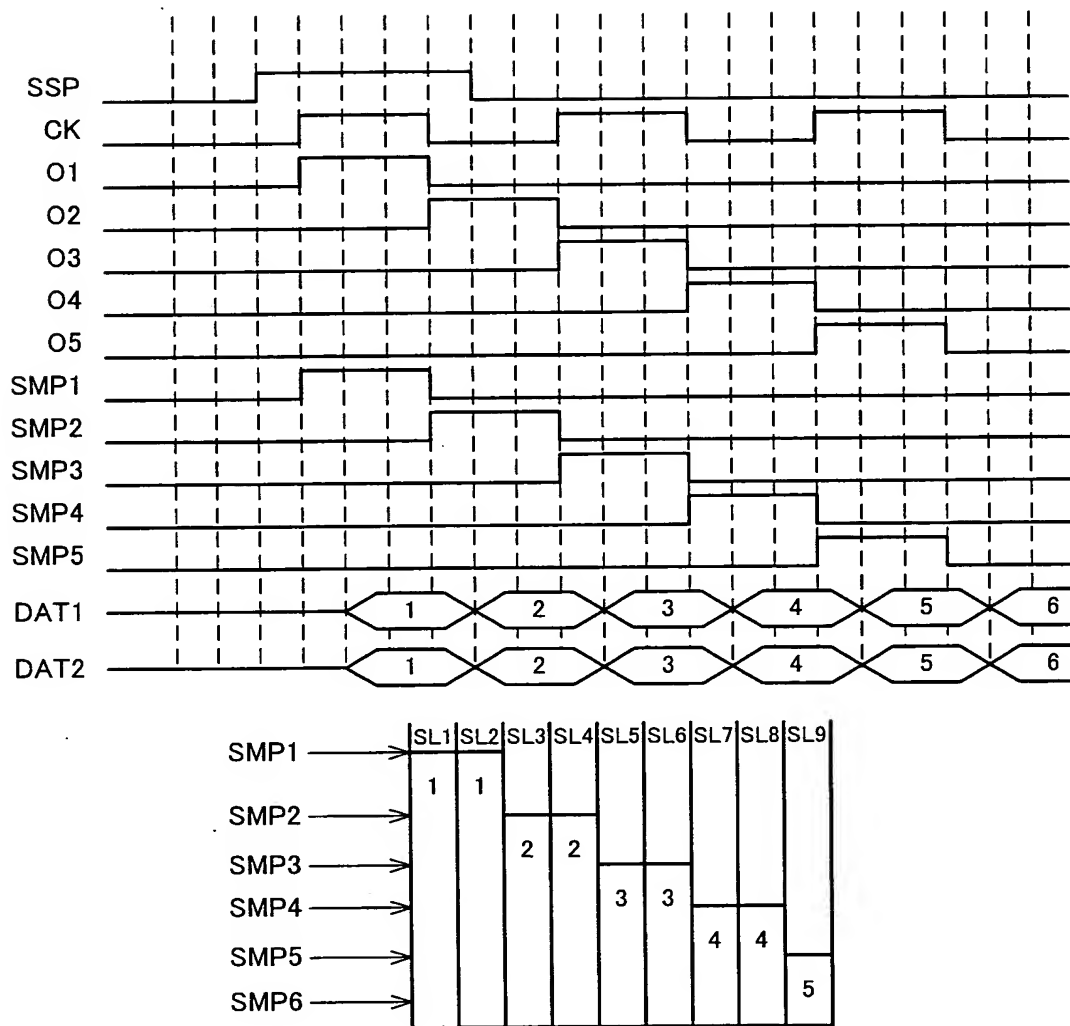 SSP
CK
O1
O2
O3
O4
O5
SMP1
SMP2
SMP3
SMP4
SMP5
DAT1 1 2 3 4 5 6
DAT2 1 2 3 4 5 6
SL1 SL2 SL3 SL4 SL5 SL6 SL7 SL8 SL9
SMP1
1 1
SMP2
2 2
SMP3
3 3
SMP4
4 4
SMP5
5
SMP6